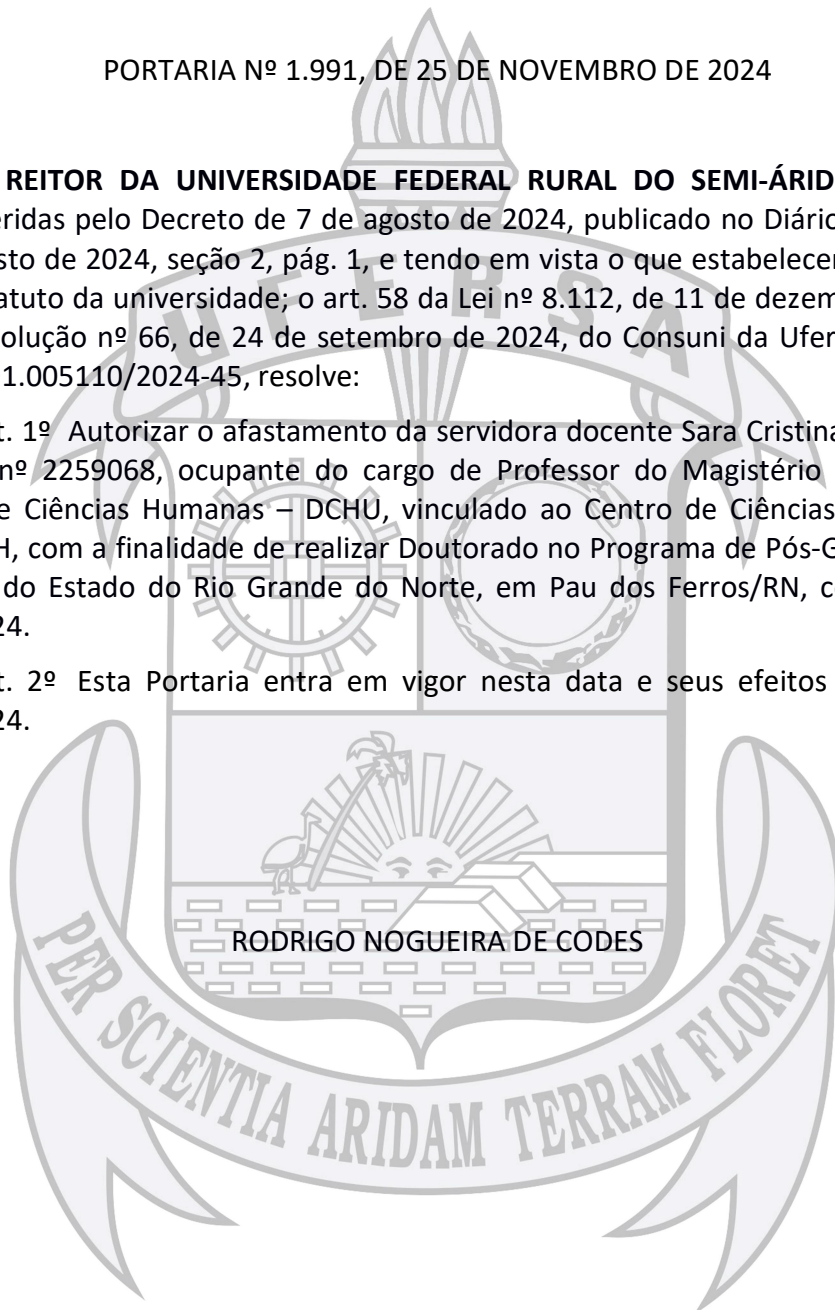 PORTARIA Nº 1.991, DE 25 DE NOVEMBRO DE 2024
REITOR DA UNIVERSIDADE FEDERAL RURAL DO SEMI-ÁRID
eridas pelo Decreto de 7 de agosto de 2024, publicado no Diário
sto de 2024, seção 2, pág. 1, e tendo em vista o que estabelecer
tatuto da universidade; o art. 58 da Lei nº 8.112, de 11 de dezem
olução nº 66, de 24 de setembro de 2024, do Consuni da Ufer
1.005110/2024-45, resolve:
t. 1º Autorizar o afastamento da servidora docente Sara Cristina
nº 2259068, ocupante do cargo de Professor do Magistério
e Ciências Humanas – DCHU, vinculado ao Centro de Ciências
H, com a finalidade de realizar Doutorado no Programa de Pós-G
do Estado do Rio Grande do Norte, em Pau dos Ferros/RN, c
24.
t. 2º Esta Portaria entra em vigor nesta data e seus efeitos
24.
RODRIGO NOGUEIRA DE CODES
UFERSA
PER SCIENTIA ARIDAM TERRAM FLORET